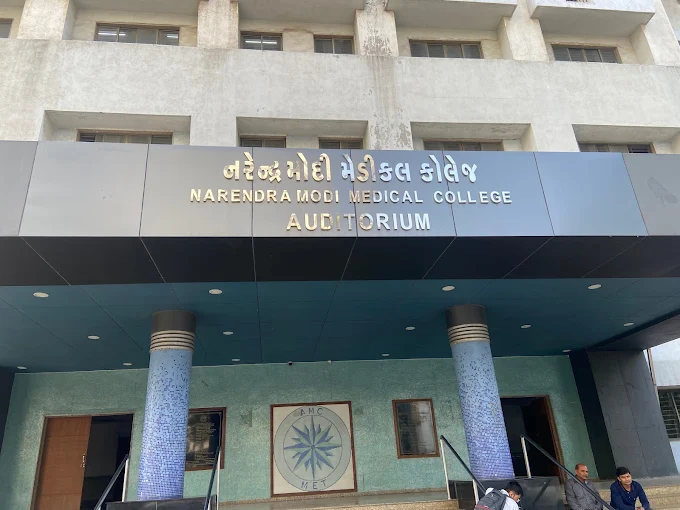 નરેન્દ્ર મોદી મેડીકલ કોલેજ
NARENDRA MODI MEDICAL COLLEGE
AUDITORIUM
AMC
MET